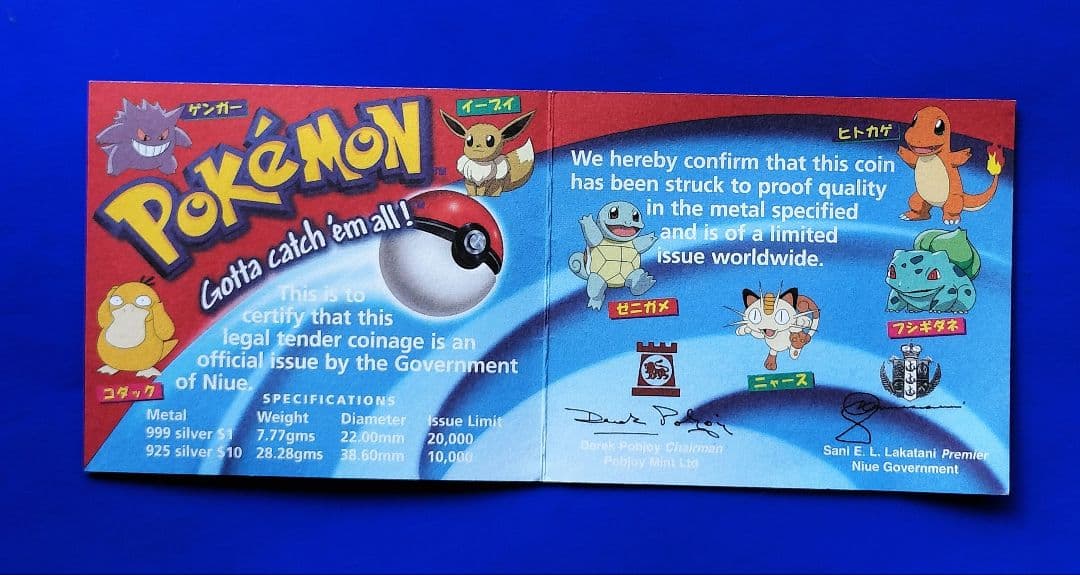 ゲンガー
イーブイ
POKéMON
™
Gotta catch 'em all!™
This is to
certify that this
legal tender coinage is an
official issue by the Government
of Niue.
コダック
SPECIFICATIONS
Metal Weight Diameter Issue Limit
999 silver $1 7.77gms 22.00mm 20,000
925 silver $10 28.28gms 38.60mm 10,000
ヒトカゲ
We hereby confirm that this coin
has been struck to proof quality
in the metal specified
and is of a limited
issue worldwide.
ゼニガメ
フシギダネ
ニャース
Derek Pobjoy
Derek Pobjoy Chairman
Pobjoy Mint Ltd
Sani E. L. Lakatani Premier
Niue Government